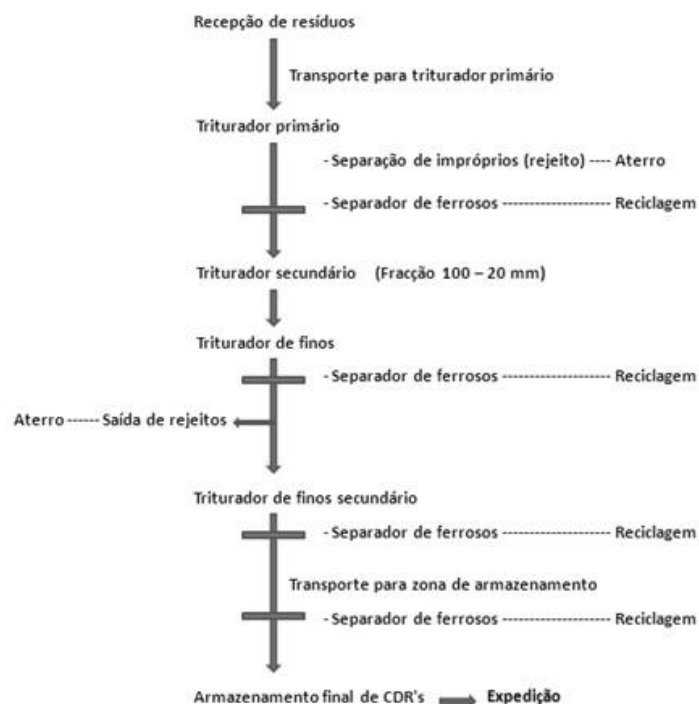 Recepção de resíduos
Transporte para triturador primário
Triturador primário
- Separação de impróprios (rejeito) ---- Aterro
- Separador de ferrosos ------------------ Reciclagem
Triturador secundário (Fracção 100 – 20 mm)
Triturador de finos
- Separador de ferrosos ------------------ Reciclagem
Aterro ------ Saída de rejeitos
Triturador de finos secundário
- Separador de ferrosos ------------------ Reciclagem
Transporte para zona de armazenamento
- Separador de ferrosos ------------------ Reciclagem
Armazenamento final de CDR's Expedição